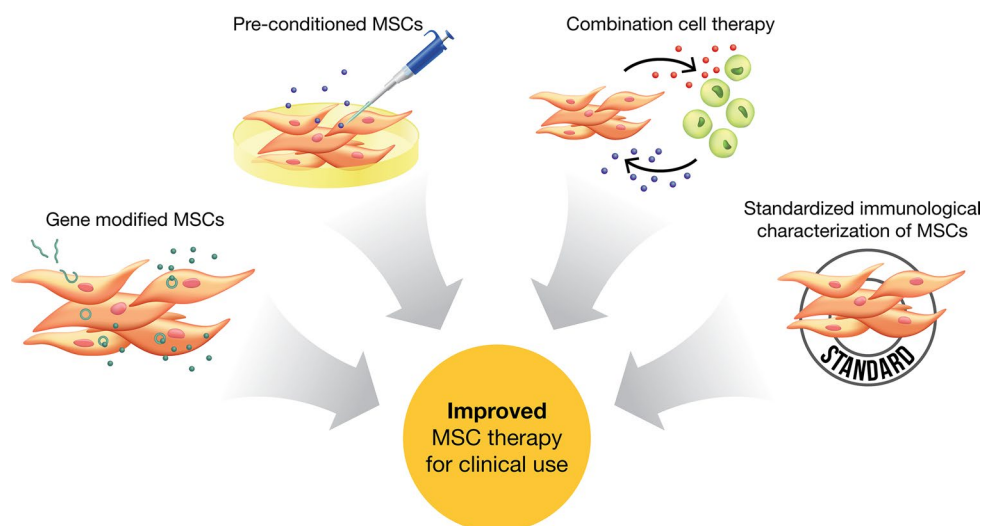 Pre-conditioned MSCs
Combination cell therapy
Gene modified MSCs
Standardized immunological
characterization of MSCs
STANDARD
Improved
MSC therapy
for clinical use